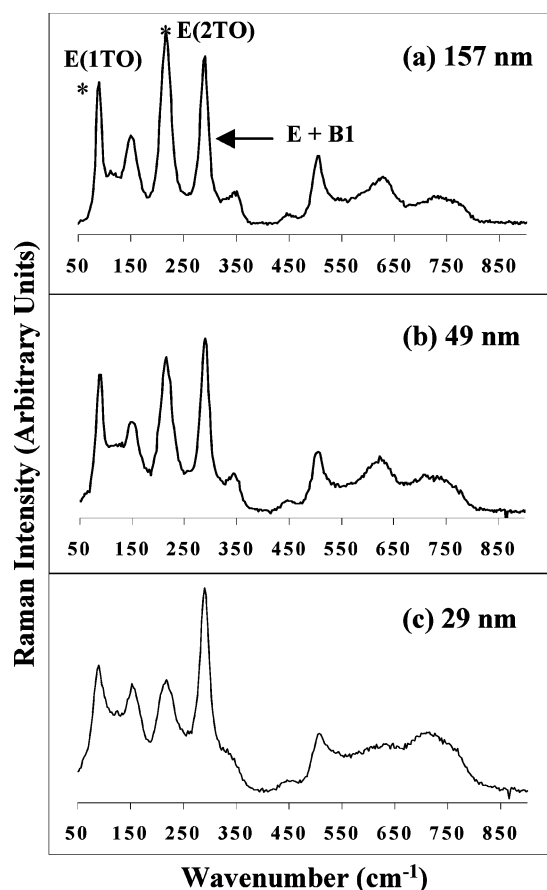 * E(2TO)
E(1TO)
(a) 157 nm
*
E + B1
50 150 250 350 450 550 650 750 850
(b) 49 nm
50 150 250 350 450 550 650 750 850
(c) 29 nm
50 150 250 350 450 550 650 750 850
Raman Intensity (Arbitrary Units)
Wavenumber (cm⁻¹)